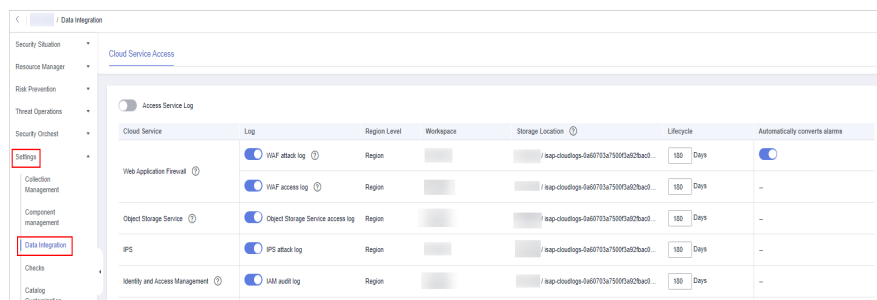 / Data Integration
Security Situation
Cloud Service Access
Resource Manager
Risk Prevention
Access Service Log
Threat Operations
Security Orchest
Cloud Service Log Region Level Workspace Storage Location Lifecycle Automatically converts alarms
Settings
WAF attack log Region / isap-cloudlogs-0a60703a7500f3a92fbac0... 180 Days
Web Application Firewall
Collection
Management
WAF access log Region / isap-cloudlogs-0a60703a7500f3a92fbac0... 180 Days --
Component
management
Object Storage Service Object Storage Service access log Region / isap-cloudlogs-0a60703a7500f3a92fbac0... 180 Days --
Data Integration
IPS IPS attack log Region / isap-cloudlogs-0a60703a7500f3a92fbac0... 180 Days --
Checks
Identity and Access Management IAM audit log Region / isap-cloudlogs-0a60703a7500f3a92fbac0... 180 Days --
Catalog